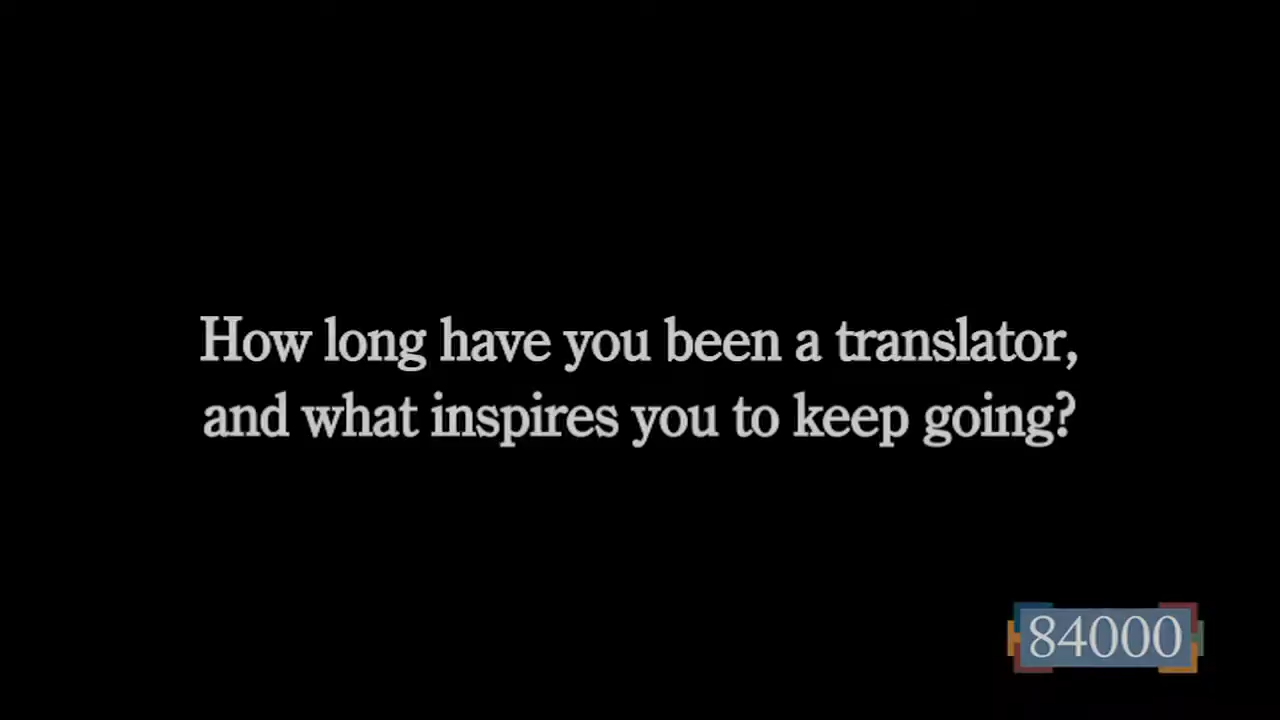 How long have you been a translator,
and what inspires you to keep going?
84000